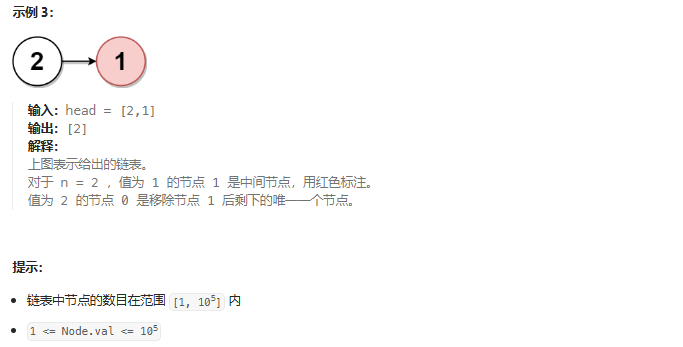 示例 3：
2
1
输入：head = [2,1]
输出：[2]
解释：
上图表示给出的链表。
对于 n = 2 ，值为 1 的节点 1 是中间节点，用红色标注。
值为 2 的节点 0 是移除节点 1 后剩下的唯一一个节点。
提示：
链表中节点的数目在范围 [1, 10⁵] 内
1 <= Node.val <= 10⁵